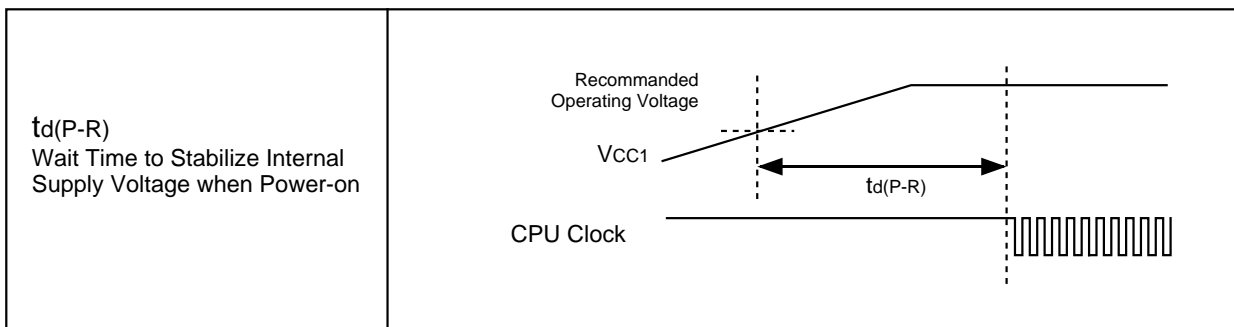 td(P-R)
Wait Time to Stabilize Internal
Supply Voltage when Power-on
Recommanded
Operating Voltage
VCC1
td(P-R)
CPU Clock